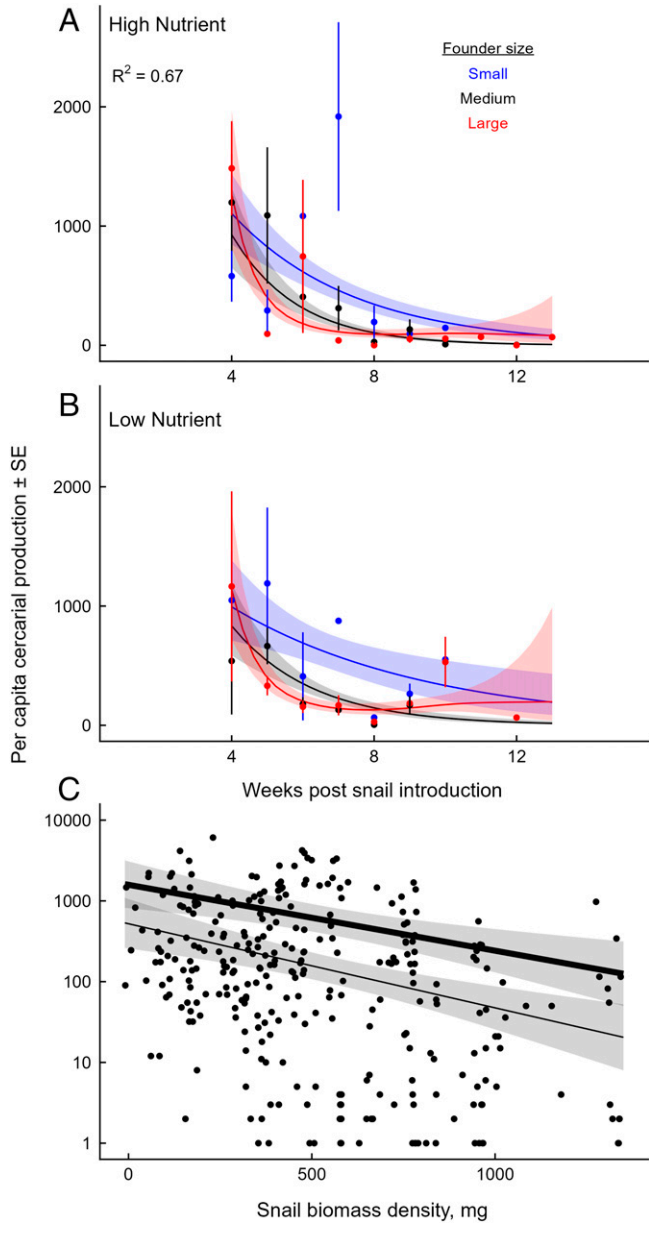 A
High Nutrient
R² = 0.67
Founder size
Small
Medium
Large
2000
1000
0
4 8 12
B
Low Nutrient
2000
1000
0
4 8 12
Per capita cercarial production ± SE
Weeks post snail introduction
C
10000
1000
100
10
1
0 500 1000
Snail biomass density, mg